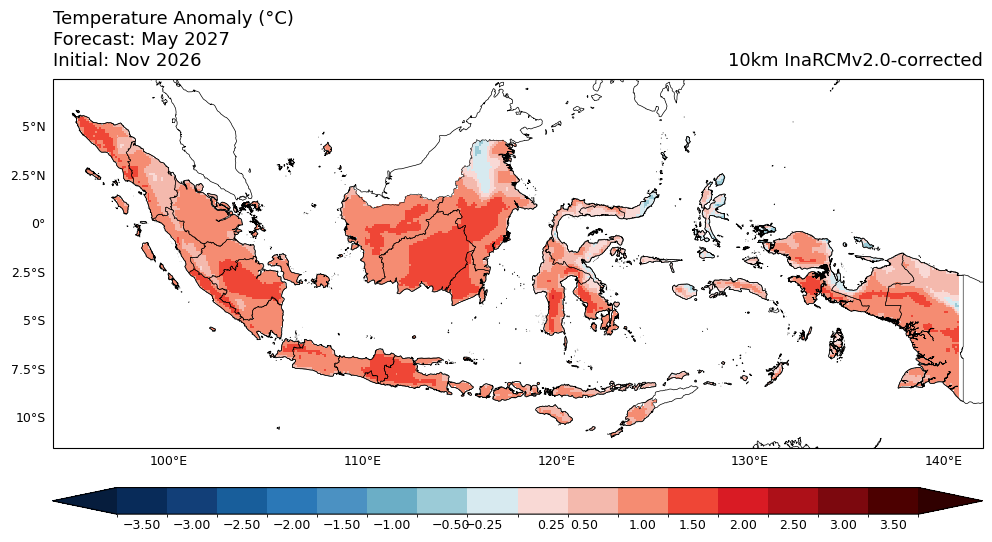 Temperature Anomaly (°C)
Forecast: May 2027
Initial: Nov 2026
10km InaRCMv2.0-corrected
5°N
2.5°N
0°
2.5°S
5°S
7.5°S
10°S
100°E 110°E 120°E 130°E 140°E
−3.50 −3.00 −2.50 −2.00 −1.50 −1.00 −0.50 −0.25 0.25 0.50 1.00 1.50 2.00 2.50 3.00 3.50